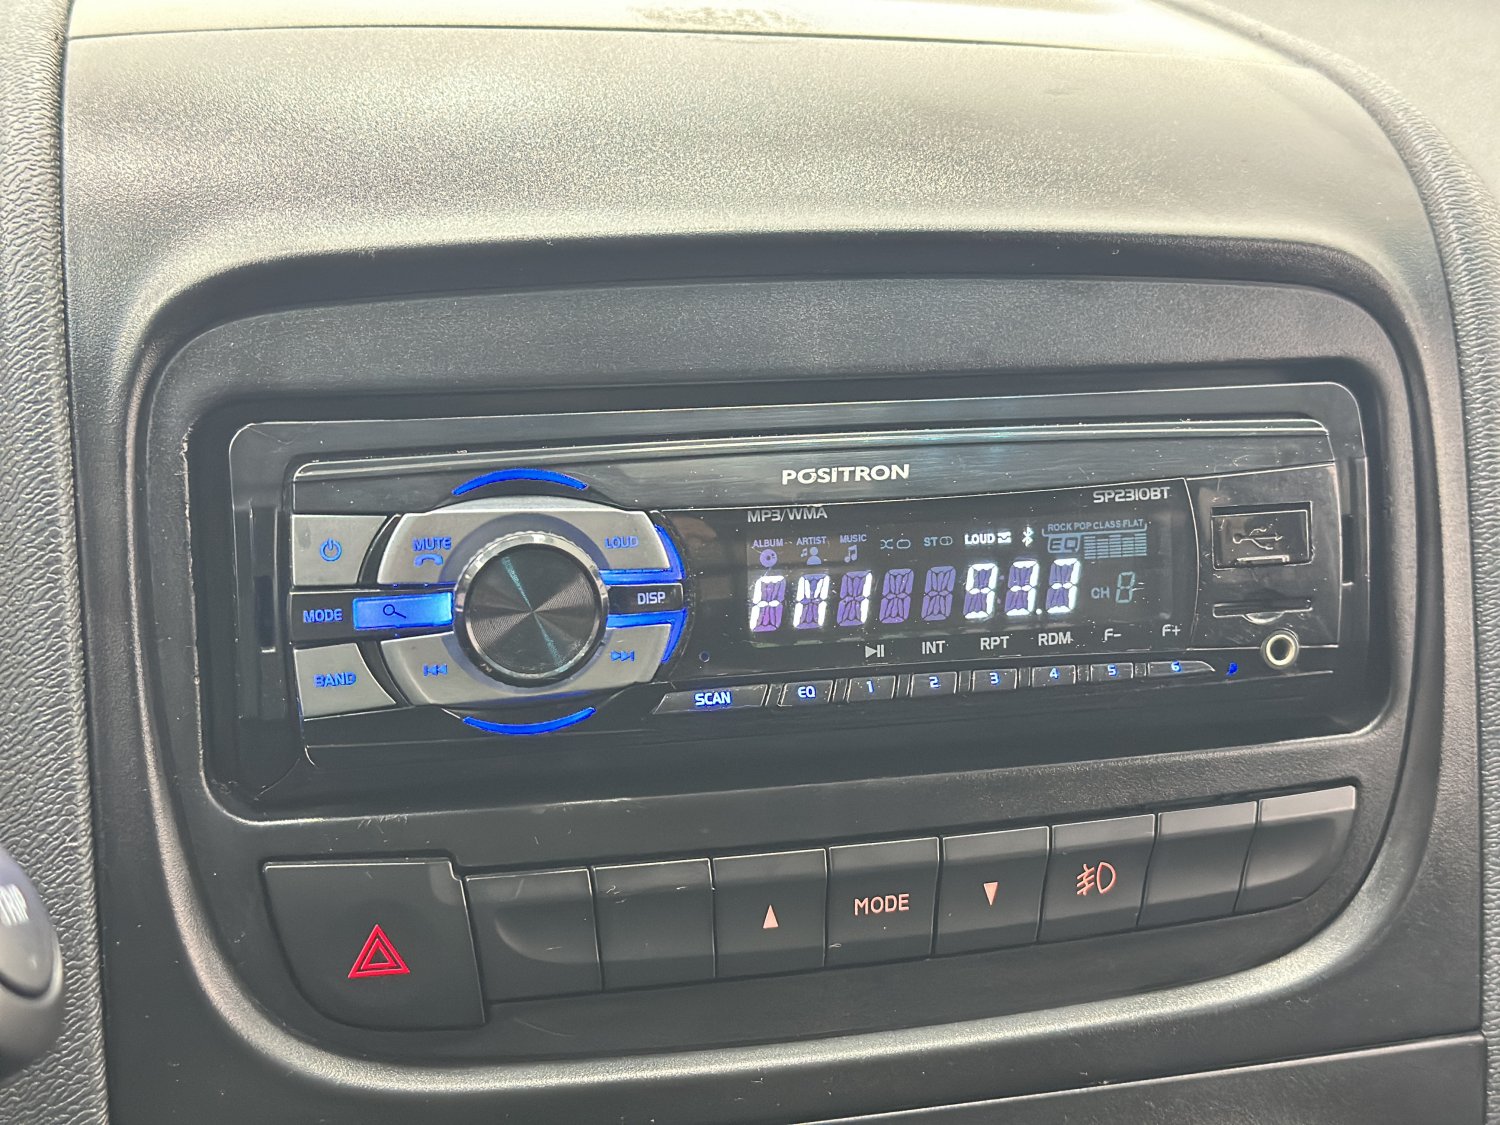 POSITRON
SP2310BT
MP3/WMA
ROCK POP CLASS FLAT
ALBUM ARTIST MUSIC ST LOUD EQ
FM1 93.3 CH
MUTE LOUD
MODE DISP
BAND
INT RPT RDM F- F+
SCAN EQ 1 2 3 4 5 6
MODE